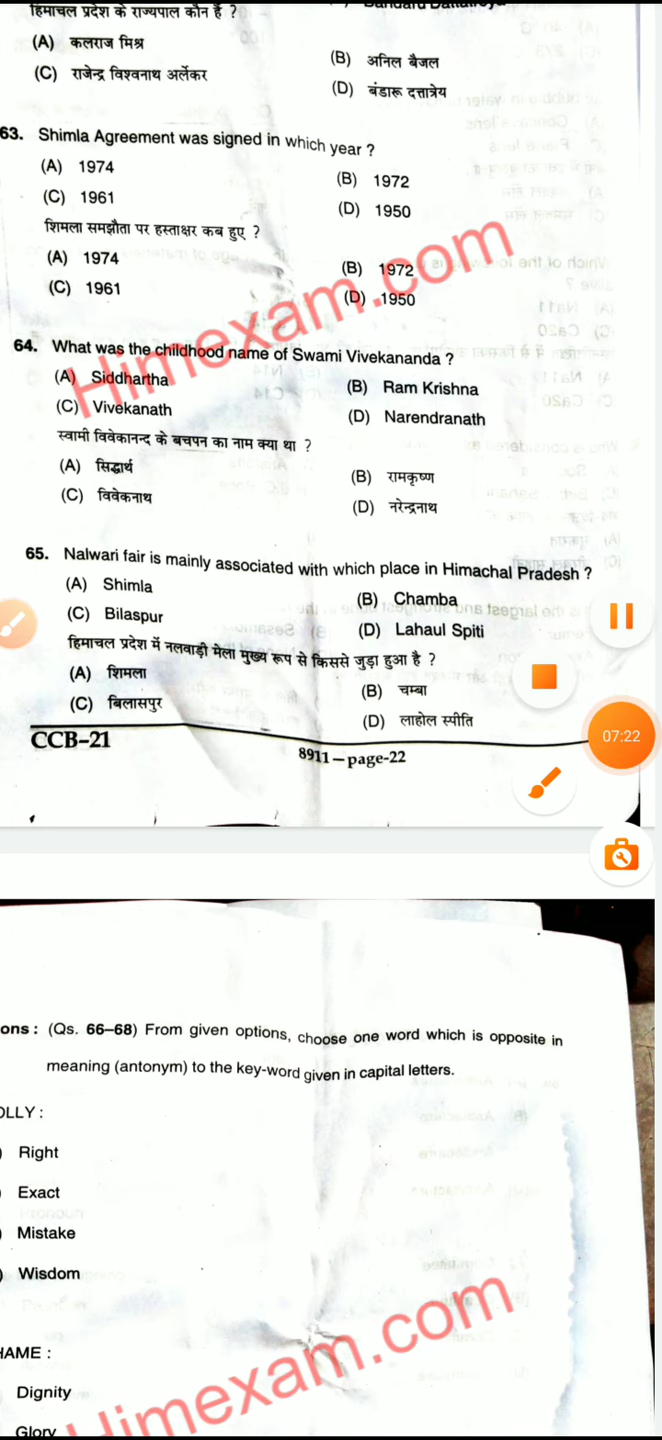 हिमाचल प्रदेश के राज्यपाल कौन हैं ?
(A) कलराज मिश्र
(B) अनिल बैजल
(C) राजेन्द्र विश्वनाथ अर्लेकर
(D) बंडारू दत्तात्रेय
63. Shimla Agreement was signed in which year ?
(A) 1974
(B) 1972
(C) 1961
(D) 1950
शिमला समझौता पर हस्ताक्षर कब हुए ?
(A) 1974
(B) 1972
(C) 1961
(D) 1950
Himexam.com
64. What was the childhood name of Swami Vivekananda ?
(A) Siddhartha
(B) Ram Krishna
(C) Vivekanath
(D) Narendranath
स्वामी विवेकानन्द के बचपन का नाम क्या था ?
(A) सिद्धार्थ
(B) रामकृष्ण
(C) विवेकनाथ
(D) नरेन्द्रनाथ
65. Nalwari fair is mainly associated with which place in Himachal Pradesh ?
(A) Shimla
(B) Chamba
(C) Bilaspur
(D) Lahaul Spiti
हिमाचल प्रदेश में नलवाड़ी मेला मुख्य रूप से किससे जुड़ा हुआ है ?
(A) शिमला
(B) चम्बा
(C) बिलासपुर
(D) लाहोल स्पीति
CCB-21
8911-page-22
07:22
ons : (Qs. 66-68) From given options, choose one word which is opposite in
meaning (antonym) to the key-word given in capital letters.
OLLY :
Right
Exact
Mistake
Wisdom
HAME :
Dignity
Glory
Himexam.com